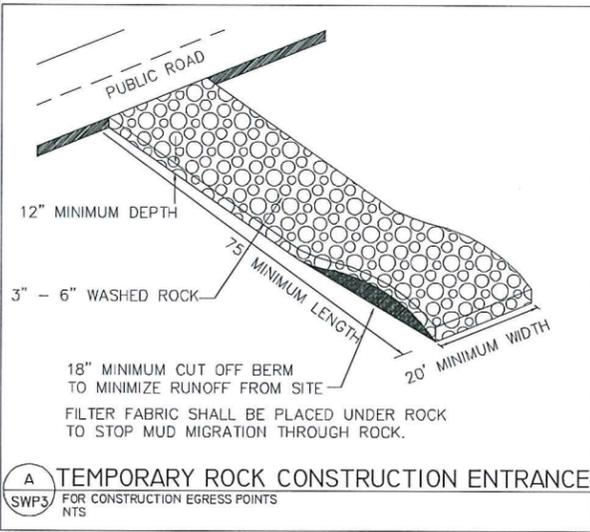 PUBLIC ROAD
12" MINIMUM DEPTH
3" - 6" WASHED ROCK
75' MINIMUM LENGTH
20' MINIMUM WIDTH
18" MINIMUM CUT OFF BERM
TO MINIMIZE RUNOFF FROM SITE
FILTER FABRIC SHALL BE PLACED UNDER ROCK
TO STOP MUD MIGRATION THROUGH ROCK.
A
SWP3
TEMPORARY ROCK CONSTRUCTION ENTRANCE
FOR CONSTRUCTION EGRESS POINTS
NTS